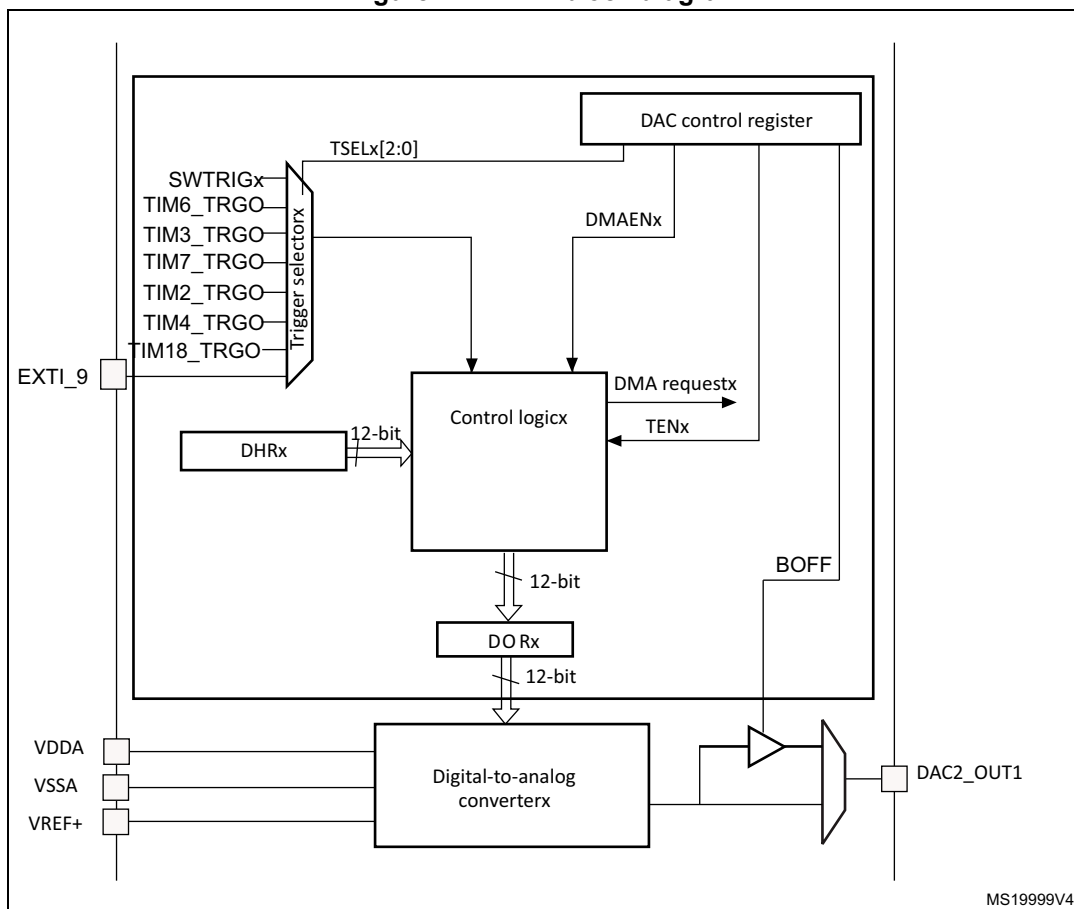 DAC control register
TSELx[2:0]
SWTRIGx
TIM6_TRGO
TIM3_TRGO
TIM7_TRGO
TIM2_TRGO
TIM4_TRGO
TIM18_TRGO
Trigger selectorx
DMAENx
EXTI_9
DMA requestx
Control logicx
TENx
12-bit
DHRx
BOFF
12-bit
DORx
12-bit
VDDA
VSSA
VREF+
Digital-to-analog
converterx
DAC2_OUT1
MS19999V4